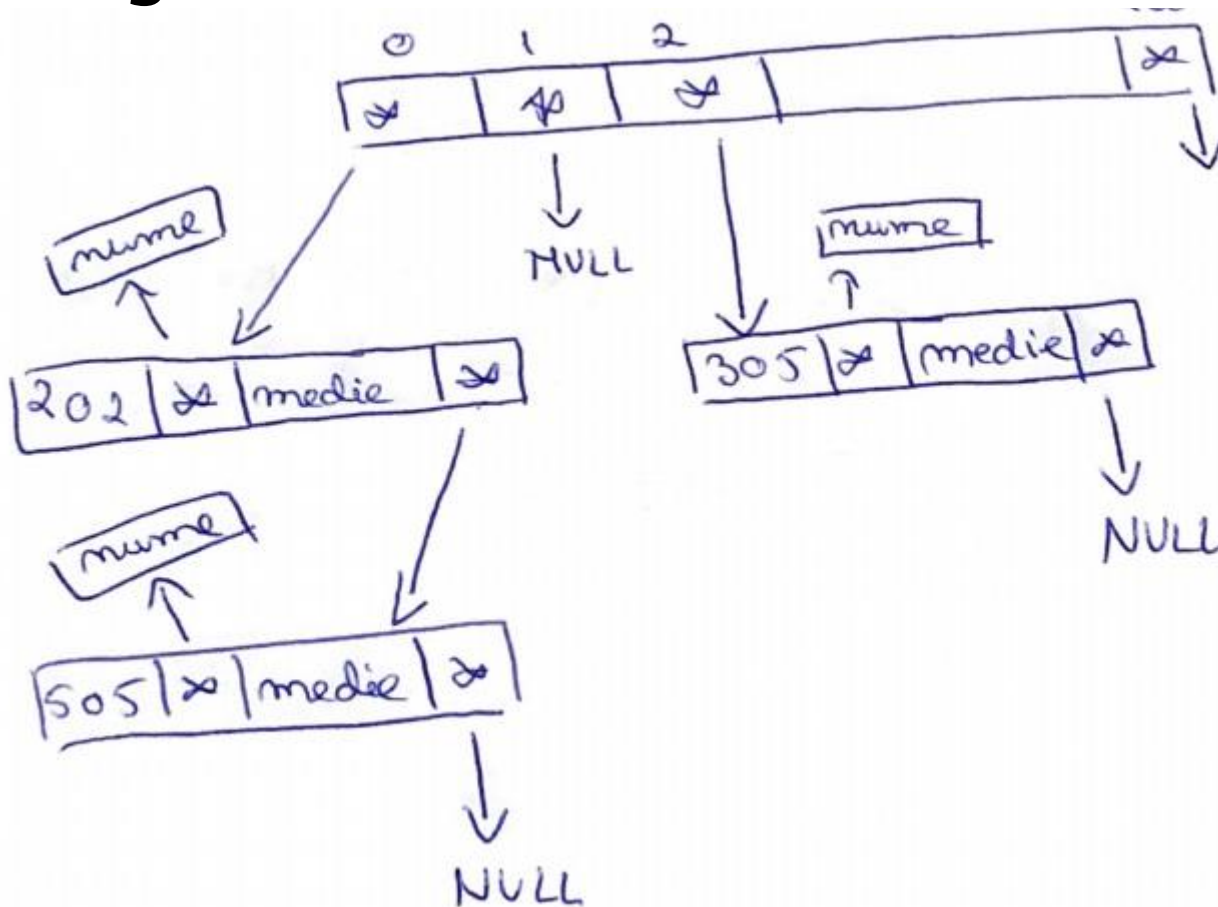 0 1 2
* * * *
nume
NULL
nume
202 * medie *
305 * medie *
nume
NULL
505 * medie *
NULL